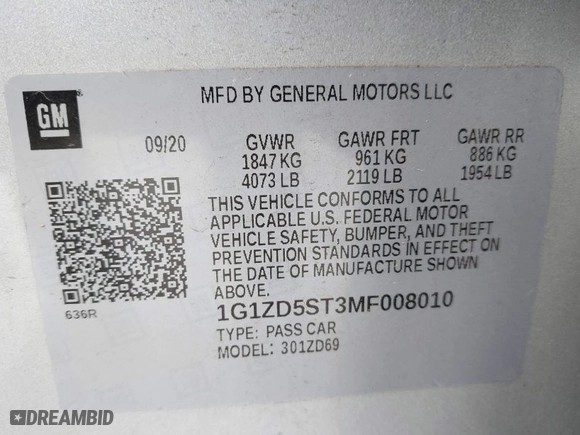 GM
MFD BY GENERAL MOTORS LLC
09/20 GVWR GAWR FRT GAWR RR
1847 KG 961 KG 886 KG
4073 LB 2119 LB 1954 LB
THIS VEHICLE CONFORMS TO ALL
APPLICABLE U.S. FEDERAL MOTOR
VEHICLE SAFETY, BUMPER, AND THEFT
PREVENTION STANDARDS IN EFFECT ON
THE DATE OF MANUFACTURE SHOWN
ABOVE.
636R
1G1ZD5ST3MF008010
TYPE: PASS CAR
MODEL: 301ZD69
DREAMBID